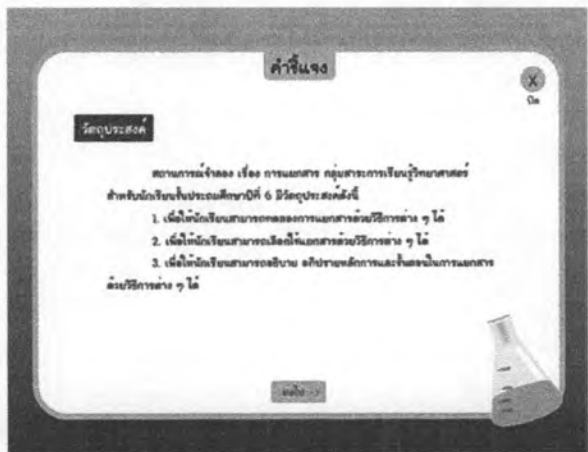 คำชี้แจง
X
ปิด
วัตถุประสงค์
สถานการณ์จำลอง เรื่อง การแยกสาร กลุ่มสาระการเรียนรู้วิทยาศาสตร์
สำหรับนักเรียนชั้นประถมศึกษาปีที่ 6 มีวัตถุประสงค์ดังนี้
1. เพื่อให้นักเรียนสามารถทดลองการแยกสารด้วยวิธีการต่าง ๆ ได้
2. เพื่อให้นักเรียนสามารถเลือกใช้แยกสารด้วยวิธีการต่าง ๆ ได้
3. เพื่อให้นักเรียนสามารถอธิบาย อภิปรายหลักการและขั้นตอนในการแยกสาร
ด้วยวิธีการต่าง ๆ ได้
ต่อไป -->